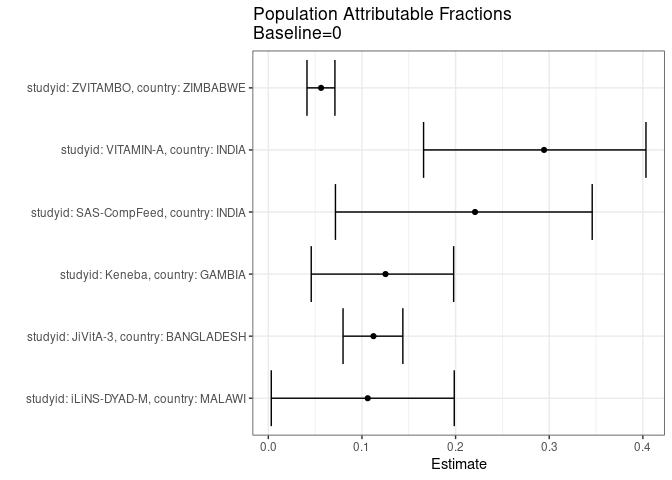 Population Attributable Fractions
Baseline=0
studyid: ZVITAMBO, country: ZIMBABWE
studyid: VITAMIN-A, country: INDIA
studyid: SAS-CompFeed, country: INDIA
studyid: Keneba, country: GAMBIA
studyid: JiVitA-3, country: BANGLADESH
studyid: iLiNS-DYAD-M, country: MALAWI
0.0 0.1 0.2 0.3 0.4
Estimate